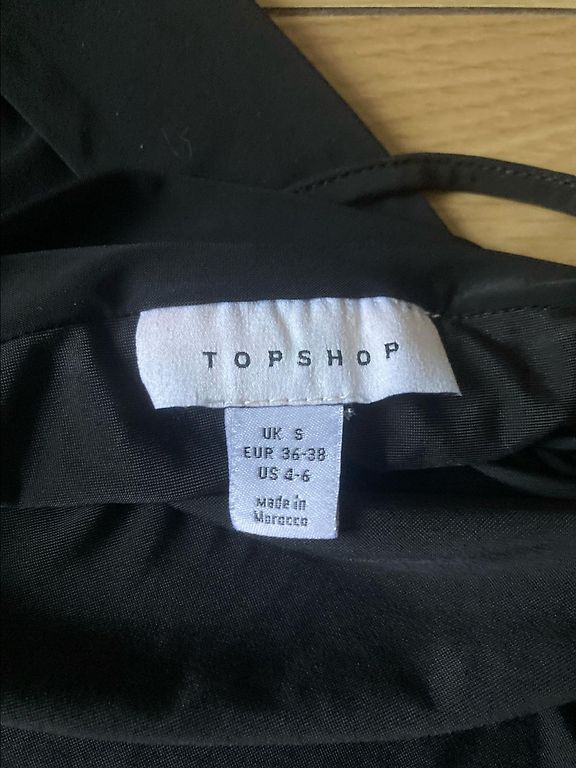 TOPSHOP
UK S
EUR 36-38
US 4-6
Made in
Morocco